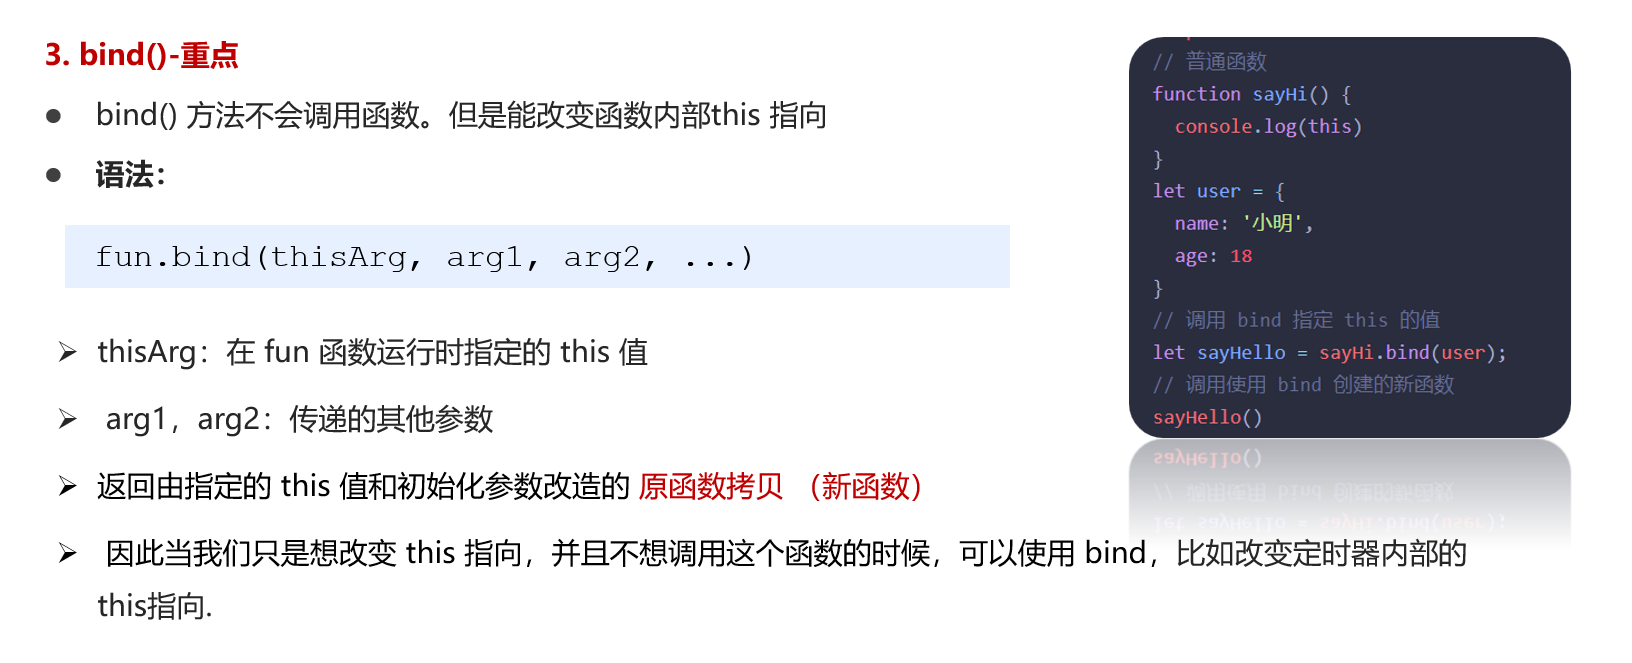 3. bind()-重点
● bind() 方法不会调用函数。但是能改变函数内部this 指向
● 语法：
fun.bind(thisArg, arg1, arg2, ...)
➢ thisArg：在 fun 函数运行时指定的 this 值
➢ arg1，arg2：传递的其他参数
➢ 返回由指定的 this 值和初始化参数改造的 原函数拷贝 （新函数）
➢ 因此当我们只是想改变 this 指向，并且不想调用这个函数的时候，可以使用 bind，比如改变定时器内部的
this指向.
// 普通函数
function sayHi() {
  console.log(this)
}
let user = {
  name: '小明',
  age: 18
}
// 调用 bind 指定 this 的值
let sayHello = sayHi.bind(user);
// 调用使用 bind 创建的新函数
sayHello()